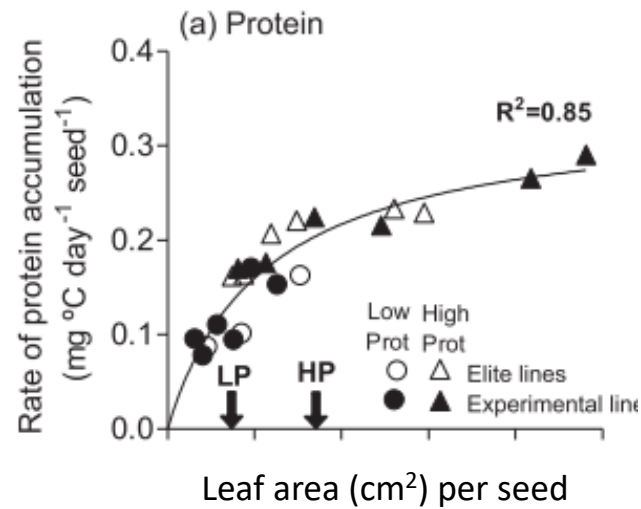 (a) Protein
Rate of protein accumulation
(mg ºC day-1 seed-1)
0.4
0.3
0.2
0.1
0.0
R2=0.85
LP
HP
Low Prot
High Prot
Elite lines
Experimental line
Leaf area (cm2) per seed